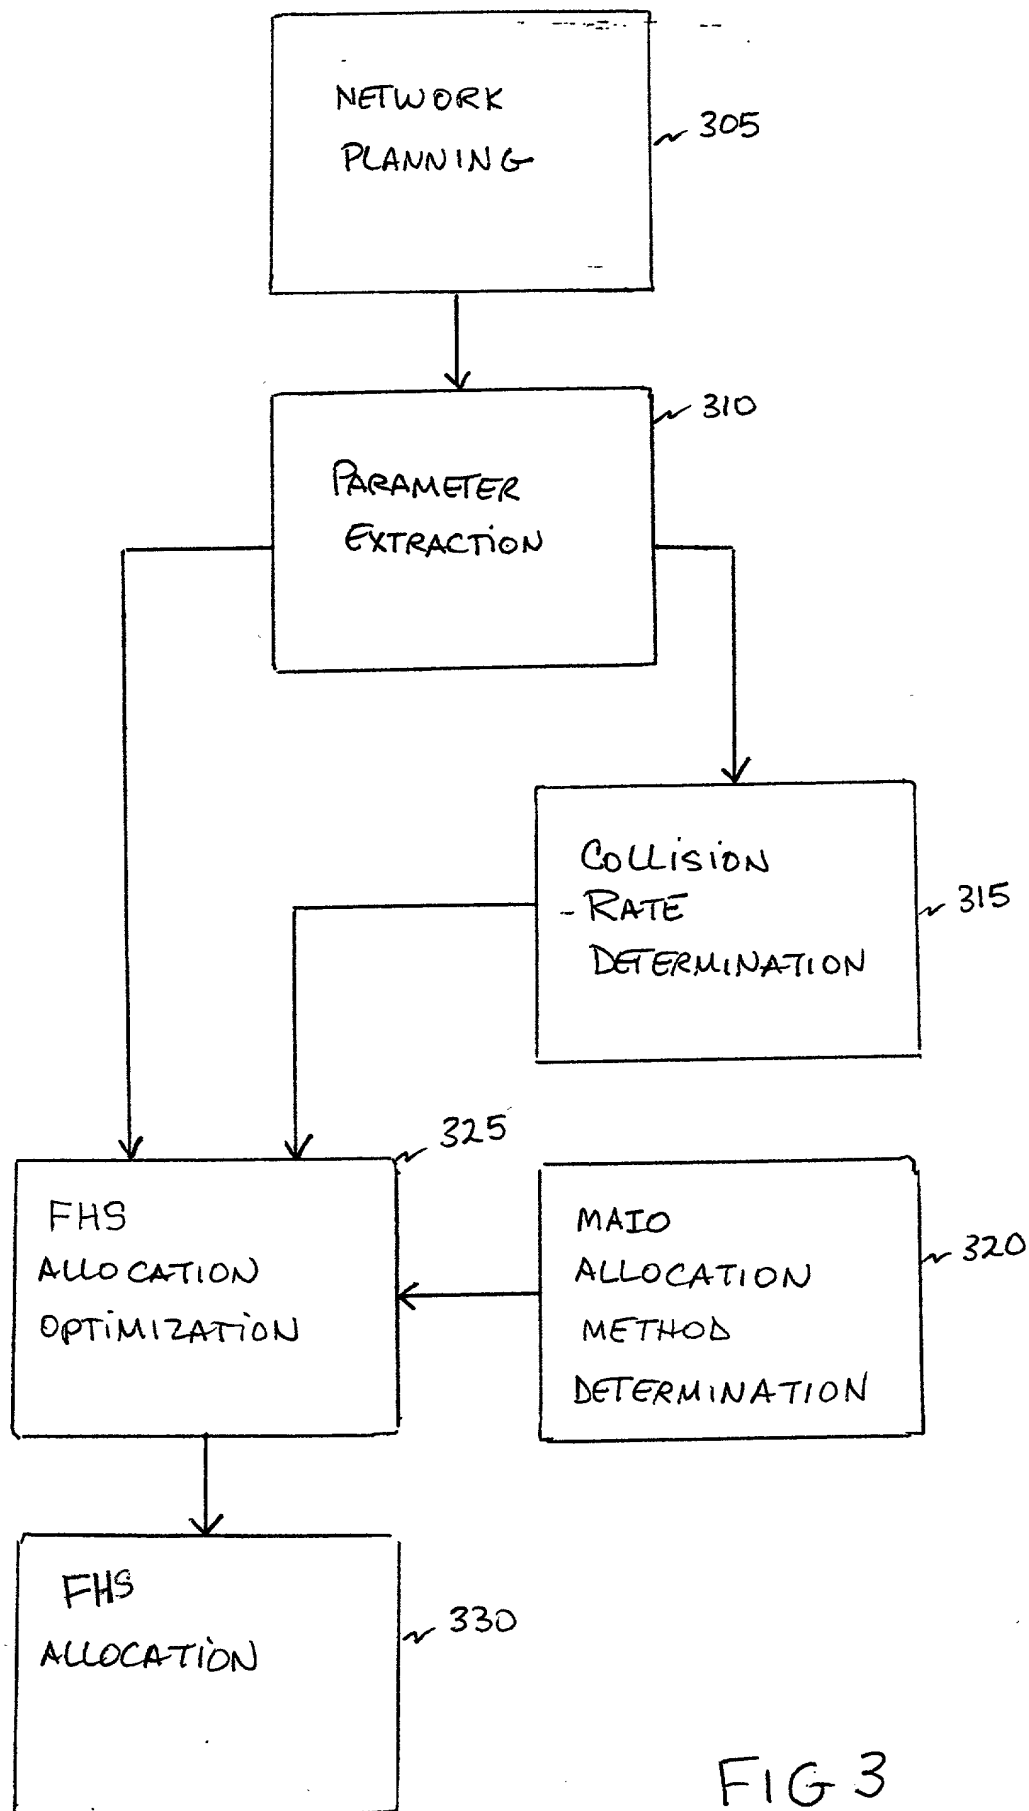 NETWORK
PLANNING
305
310
PARAMETER
EXTRACTION
COLLISION
RATE
DETERMINATION
315
325
FHS
ALLOCATION
OPTIMIZATION
MAIO
ALLOCATION
METHOD
DETERMINATION
320
FHS
ALLOCATION
330
FIG 3